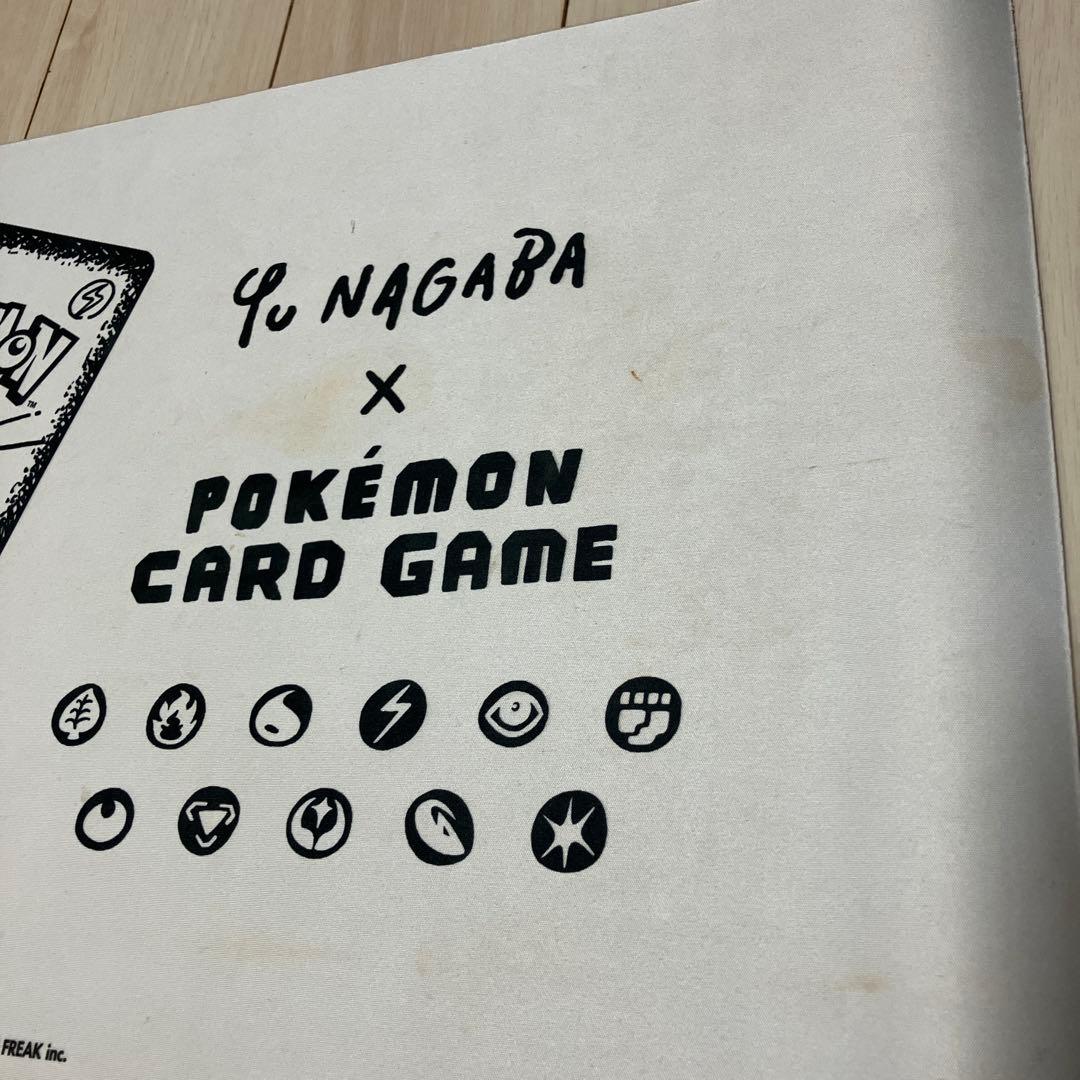 Yu NAGABA
×
POKÉMON
CARD GAME
FREAK inc.